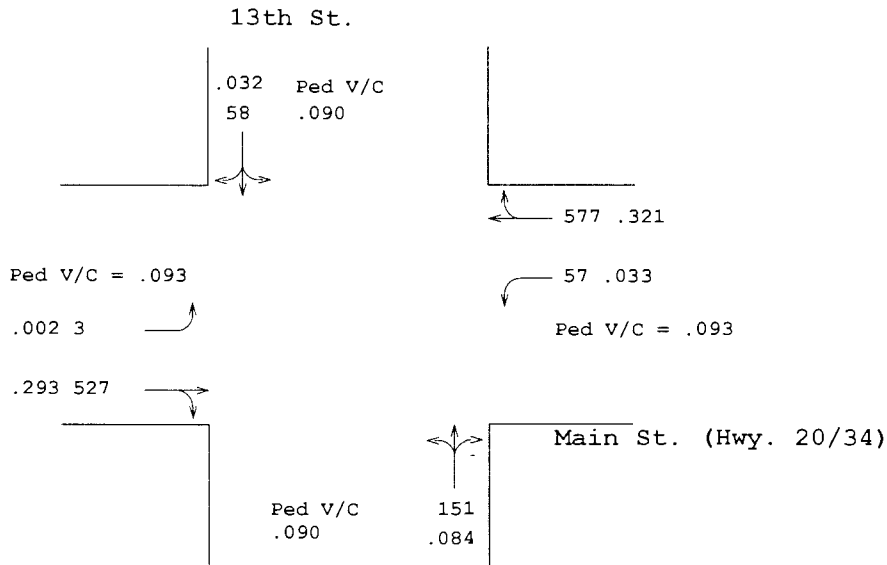 13th St.
.032 Ped V/C
58 .090
577 .321
Ped V/C = .093
57 .033
.002 3
Ped V/C = .093
.293 527
Main St. (Hwy. 20/34)
Ped V/C 151
.090 .084